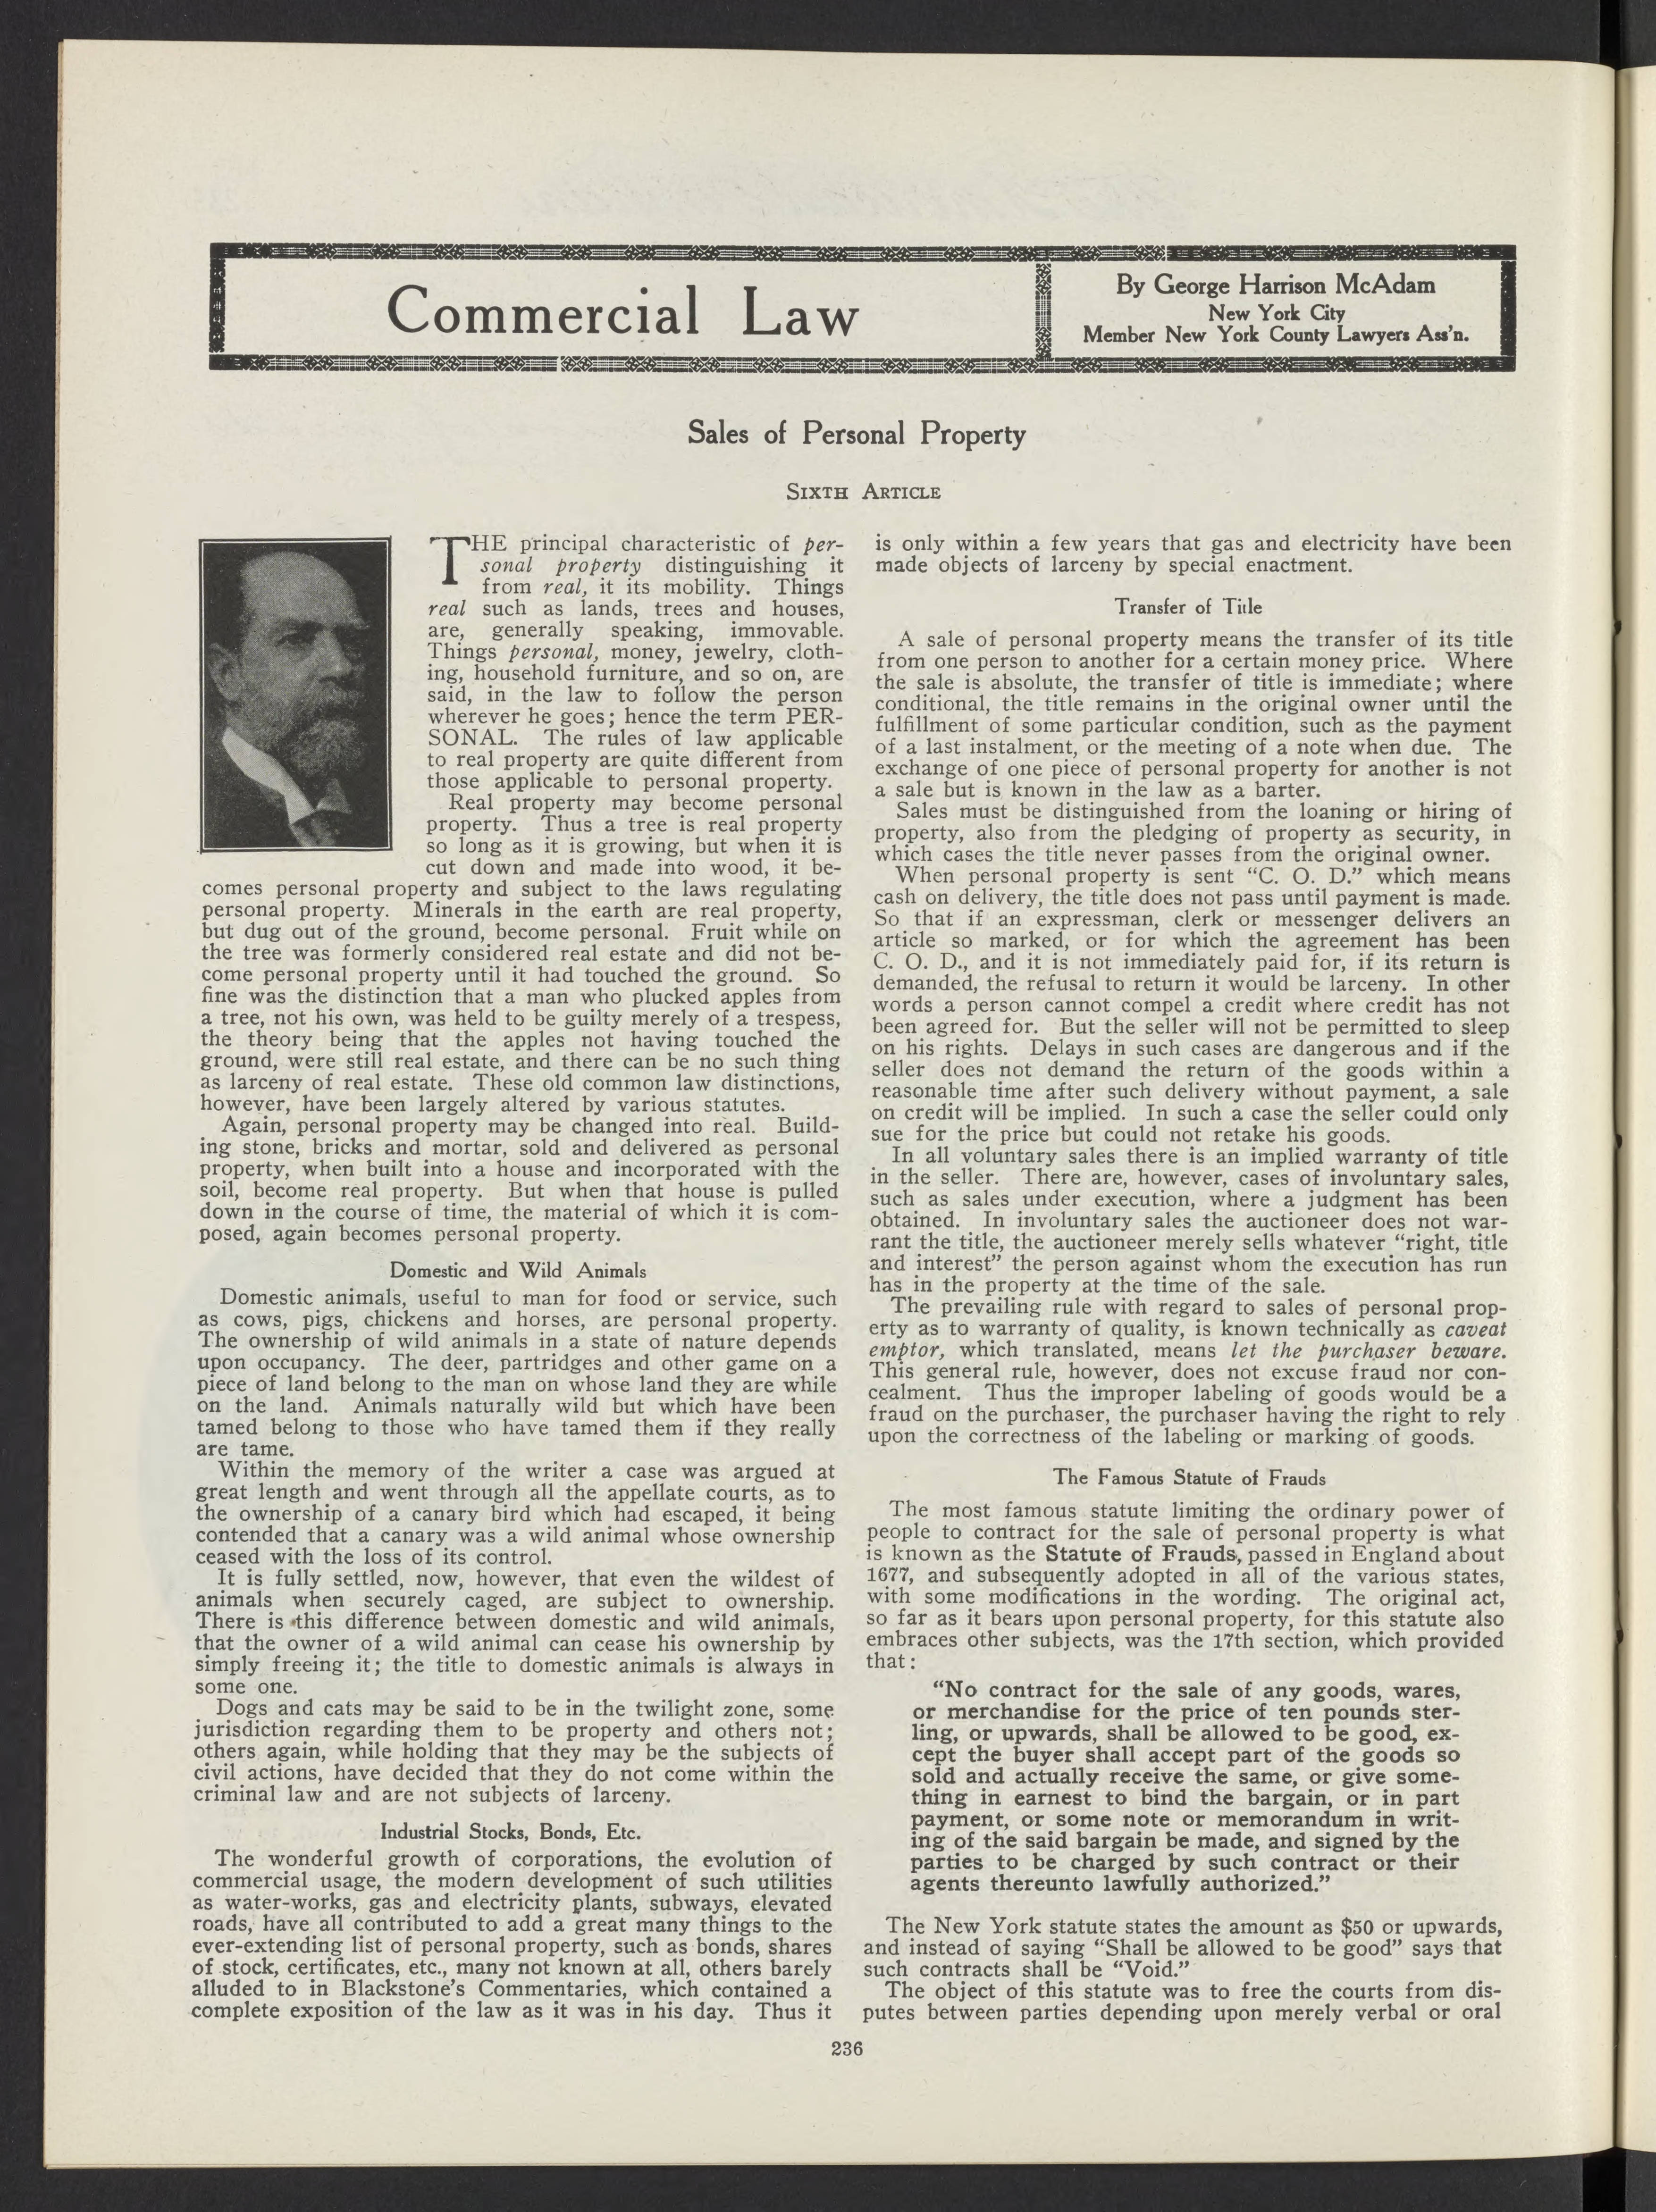 Commercial Law
By George Harrison McAdam
New York City
Member New York County Lawyers Ass'n.
Sales of Personal Property
SIXTH ARTICLE
THE principal characteristic of per-
sonal property distinguishing it
from real, it its mobility. Things
real such as lands, trees and houses,
are, generally speaking, immovable.
Things personal, money, jewelry, cloth-
ing, household furniture, and so on, are
said, in the law to follow the person
wherever he goes; hence the term PER-
SONAL. The rules of law applicable
to real property are quite different from
those applicable to personal property.
Real property may become personal
property. Thus a tree is real property
so long as it is growing, but when it is
cut down and made into wood, it be-
comes personal property and subject to the laws regulating
personal property. Minerals in the earth are real property,
but dug out of the ground, become personal. Fruit while on
the tree was formerly considered real estate and did not be-
come personal property until it had touched the ground. So
fine was the distinction that a man who plucked apples from
a tree, not his own, was held to be guilty merely of a trespess,
the theory being that the apples not having touched the
ground, were still real estate, and there can be no such thing
as larceny of real estate. These old common law distinctions,
however, have been largely altered by various statutes.
Again, personal property may be changed into real. Build-
ing stone, bricks and mortar, sold and delivered as personal
property, when built into a house and incorporated with the
soil, become real property. But when that house is pulled
down in the course of time, the material of which it is com-
posed, again becomes personal property.
Domestic and Wild Animals
Domestic animals, useful to man for food or service, such
as cows, pigs, chickens and horses, are personal property.
The ownership of wild animals in a state of nature depends
upon occupancy. The deer, partridges and other game on a
piece of land belong to the man on whose land they are while
on the land. Animals naturally wild but which have been
tamed belong to those who have tamed them if they really
are tame.
Within the memory of the writer a case was argued at
great length and went through all the appellate courts, as to
the ownership of a canary bird which had escaped, it being
contended that a canary was a wild animal whose ownership
ceased with the loss of its control.
It is fully settled, now, however, that even the wildest of
animals when securely caged, are subject to ownership.
There is this difference between domestic and wild animals,
that the owner of a wild animal can cease his ownership by
simply freeing it; the title to domestic animals is always in
some one.
Dogs and cats may be said to be in the twilight zone, some
jurisdiction regarding them to be property and others not;
others again, while holding that they may be the subjects of
civil actions, have decided that they do not come within the
criminal law and are not subjects of larceny.
Industrial Stocks, Bonds, Etc.
The wonderful growth of corporations, the evolution of
commercial usage, the modern development of such utilities
as water-works, gas and electricity plants, subways, elevated
roads, have all contributed to add a great many things to the
ever-extending list of personal property, such as bonds, shares
of stock, certificates, etc., many not known at all, others barely
alluded to in Blackstone's Commentaries, which contained a
complete exposition of the law as it was in his day. Thus it
is only within a few years that gas and electricity have been
made objects of larceny by special enactment.
Transfer of Title
A sale of personal property means the transfer of its title
from one person to another for a certain money price. Where
the sale is absolute, the transfer of title is immediate; where
conditional, the title remains in the original owner until the
fulfillment of some particular condition, such as the payment
of a last instalment, or the meeting of a note when due. The
exchange of one piece of personal property for another is not
a sale but is known in the law as a barter.
Sales must be distinguished from the loaning or hiring of
property, also from the pledging of property as security, in
which cases the title never passes from the original owner.
When personal property is sent "C. O. D." which means
cash on delivery, the title does not pass until payment is made.
So that if an expressman, clerk or messenger delivers an
article so marked, or for which the agreement has been
C. O. D., and it is not immediately paid for, if its return is
demanded, the refusal to return it would be larceny. In other
words a person cannot compel a credit where credit has not
been agreed for. But the seller will not be permitted to sleep
on his rights. Delays in such cases are dangerous and if the
seller does not demand the return of the goods within a
reasonable time after such delivery without payment, a sale
on credit will be implied. In such a case the seller could only
sue for the price but could not retake his goods.
In all voluntary sales there is an implied warranty of title
in the seller. There are, however, cases of involuntary sales,
such as sales under execution, where a judgment has been
obtained. In involuntary sales the auctioneer does not war-
rant the title, the auctioneer merely sells whatever "right, title
and interest" the person against whom the execution has run
has in the property at the time of the sale.
The prevailing rule with regard to sales of personal prop-
erty as to warranty of quality, is known technically as caveat
emptor, which translated, means let the purchaser beware.
This general rule, however, does not excuse fraud nor con-
cealment. Thus the improper labeling of goods would be a
fraud on the purchaser, the purchaser having the right to rely
upon the correctness of the labeling or marking of goods.
The Famous Statute of Frauds
The most famous statute limiting the ordinary power of
people to contract for the sale of personal property is what
is known as the Statute of Frauds, passed in England about
1677, and subsequently adopted in all of the various states,
with some modifications in the wording. The original act,
so far as it bears upon personal property, for this statute also
embraces other subjects, was the 17th section, which provided
that:
"No contract for the sale of any goods, wares,
or merchandise for the price of ten pounds ster-
ling, or upwards, shall be allowed to be good, ex-
cept the buyer shall accept part of the goods so
sold and actually receive the same, or give some-
thing in earnest to bind the bargain, or in part
payment, or some note or memorandum in writ-
ing of the said bargain be made, and signed by the
parties to be charged by such contract or their
agents thereunto lawfully authorized."
The New York statute states the amount as $50 or upwards,
and instead of saying "Shall be allowed to be good" says that
such contracts shall be "Void."
The object of this statute was to free the courts from dis-
putes between parties depending upon merely verbal or oral
236